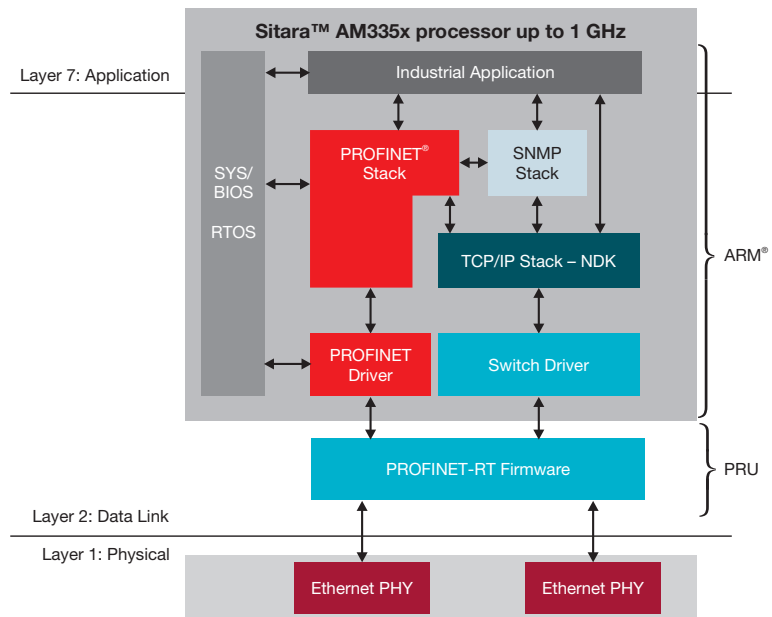 Sitara™ AM335x processor up to 1 GHz
Layer 7: Application
Industrial Application
PROFINET®
Stack
SNMP
Stack
SYS/
BIOS
RTOS
TCP/IP Stack – NDK
ARM®
PROFINET
Driver
Switch Driver
PROFINET-RT Firmware
PRU
Layer 2: Data Link
Layer 1: Physical
Ethernet PHY
Ethernet PHY